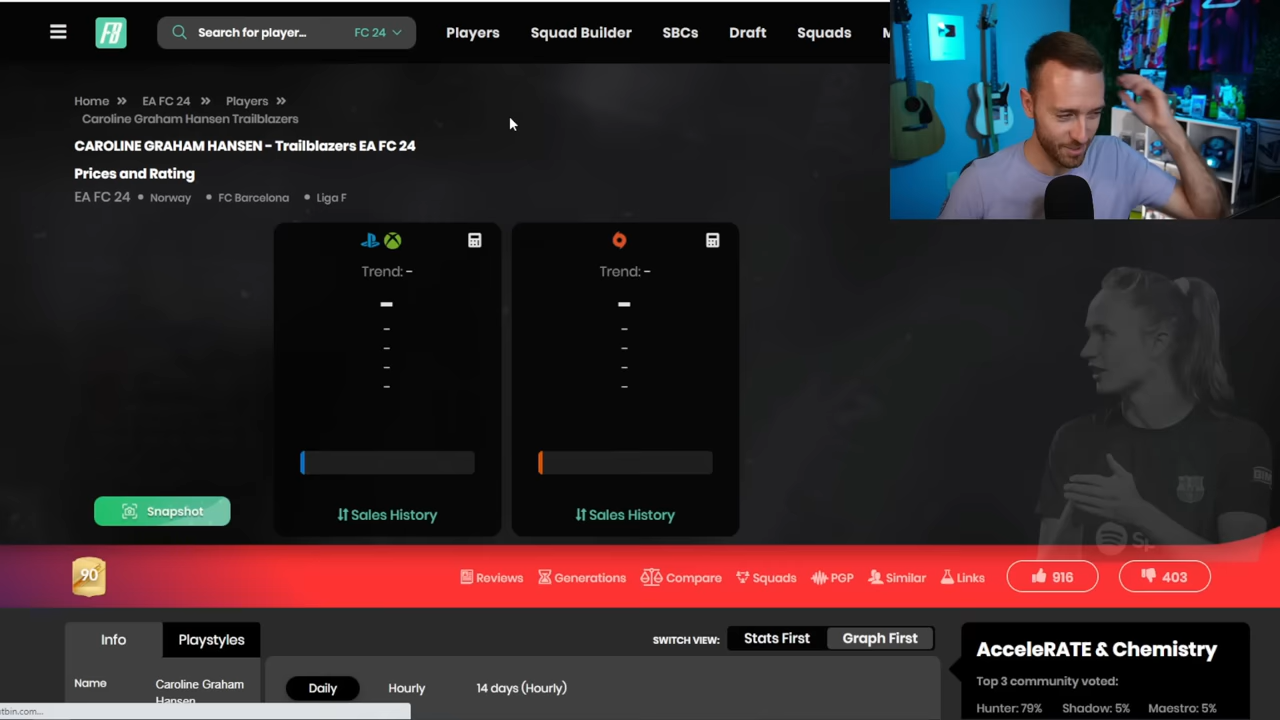 FB
Search for player...
FC 24
Players
Squad Builder
SBCs
Draft
Squads
M
Home » EA FC 24 » Players »
Caroline Graham Hansen Trailblazers
CAROLINE GRAHAM HANSEN - Trailblazers EA FC 24
Prices and Rating
EA FC 24 • Norway • FC Barcelona • Liga F
Trend: -
-
-
-
-
-
Sales History
Trend: -
-
-
-
-
-
Sales History
Snapshot
90
Reviews
Generations
Compare
Squads
PGP
Similar
Links
916
403
Info
Playstyles
SWITCH VIEW:
Stats First
Graph First
AcceleRATE & Chemistry
Top 3 community voted:
Hunter: 79%
Shadow: 5%
Maestro: 5%
Name
Caroline Graham
Hansen
Daily
Hourly
14 days (Hourly)
tbin.com...